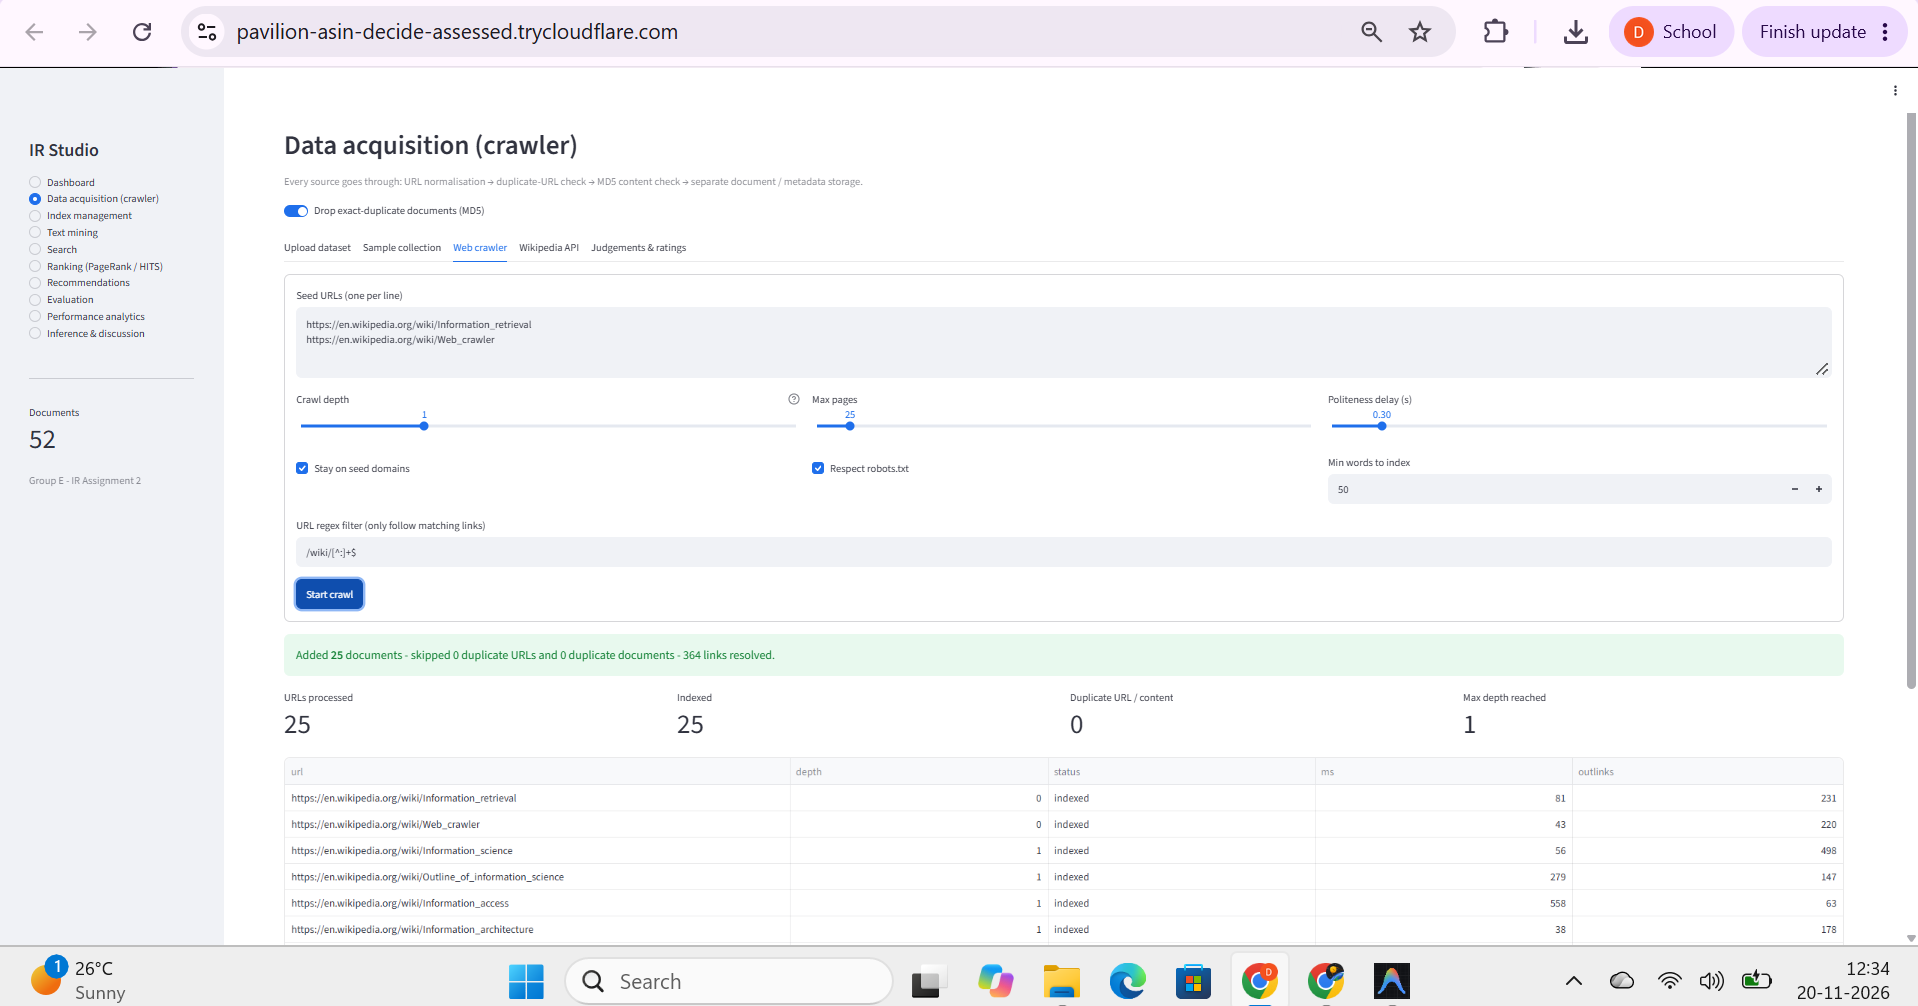 pavilion-asin-decide-assessed.trycloudflare.com
D School
Finish update
IR Studio
Dashboard
Data acquisition (crawler)
Index management
Text mining
Search
Ranking (PageRank / HITS)
Recommendations
Evaluation
Performance analytics
Inference & discussion
Documents
52
Group E - IR Assignment 2
Data acquisition (crawler)
Every source goes through: URL normalisation → duplicate-URL check → MD5 content check → separate document / metadata storage.
Drop exact-duplicate documents (MD5)
Upload dataset Sample collection Web crawler Wikipedia API Judgements & ratings
Seed URLs (one per line)
https://en.wikipedia.org/wiki/Information_retrieval
https://en.wikipedia.org/wiki/Web_crawler
Crawl depth ? Max pages Politeness delay (s)
1 25 0.30
Stay on seed domains Respect robots.txt Min words to index
50 - +
URL regex filter (only follow matching links)
/wiki/[^:]+$
Start crawl
Added 25 documents - skipped 0 duplicate URLs and 0 duplicate documents - 364 links resolved.
URLs processed Indexed Duplicate URL / content Max depth reached
25 25 0 1
url depth status ms outlinks
https://en.wikipedia.org/wiki/Information_retrieval 0 indexed 81 231
https://en.wikipedia.org/wiki/Web_crawler 0 indexed 43 220
https://en.wikipedia.org/wiki/Information_science 1 indexed 56 498
https://en.wikipedia.org/wiki/Outline_of_information_science 1 indexed 279 147
https://en.wikipedia.org/wiki/Information_access 1 indexed 558 63
https://en.wikipedia.org/wiki/Information_architecture 1 indexed 38 178
1 26°C
Sunny
Search
D
12:34
20-11-2026